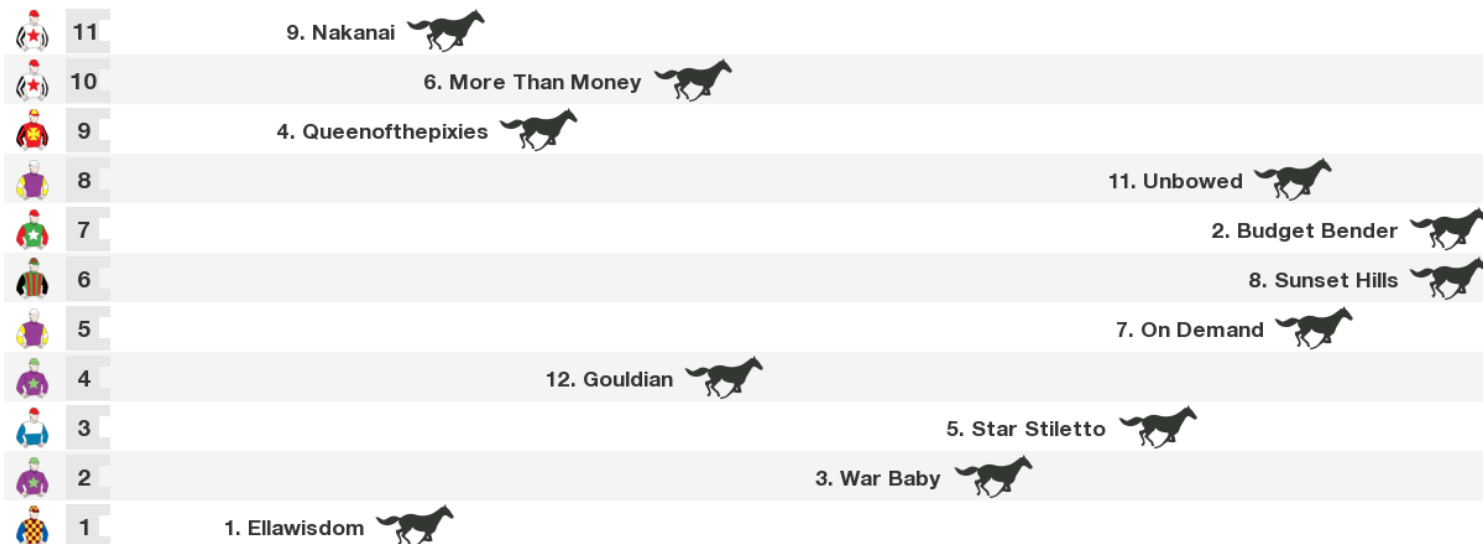 11 9. Nakanai
10 6. More Than Money
9 4. Queenofthepixies
8 11. Unbowed
7 2. Budget Bender
6 8. Sunset Hills
5 7. On Demand
4 12. Gouldian
3 5. Star Stiletto
2 3. War Baby
1 1. Ellawisdom